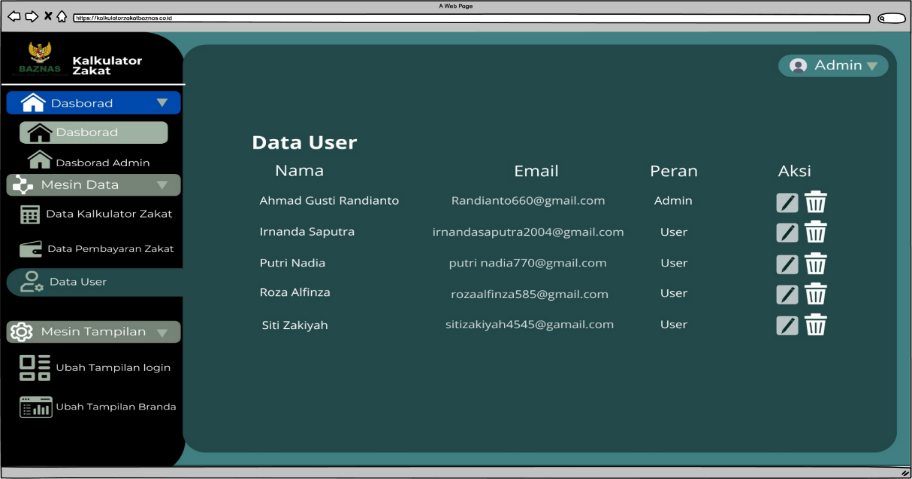 A Web Page
https://kalkulatorzakatbaznas.co.id
BAZNAS
Kalkulator
Zakat
Admin
Dasborad
Dasborad
Dasborad Admin
Mesin Data
Data Kalkulator Zakat
Data Pembayaran Zakat
Data User
Mesin Tampilan
Ubah Tampilan login
Ubah Tampilan Branda
Data User
Nama Email Peran Aksi
Ahmad Gusti Randianto Randianto660@gmail.com Admin
Irnanda Saputra irnandasaputra2004@gmail.com User
Putri Nadia putri nadia770@gmail.com User
Roza Alfinza rozaalfinza585@gmail.com User
Siti Zakiyah sitizakiyah4545@gamail.com User